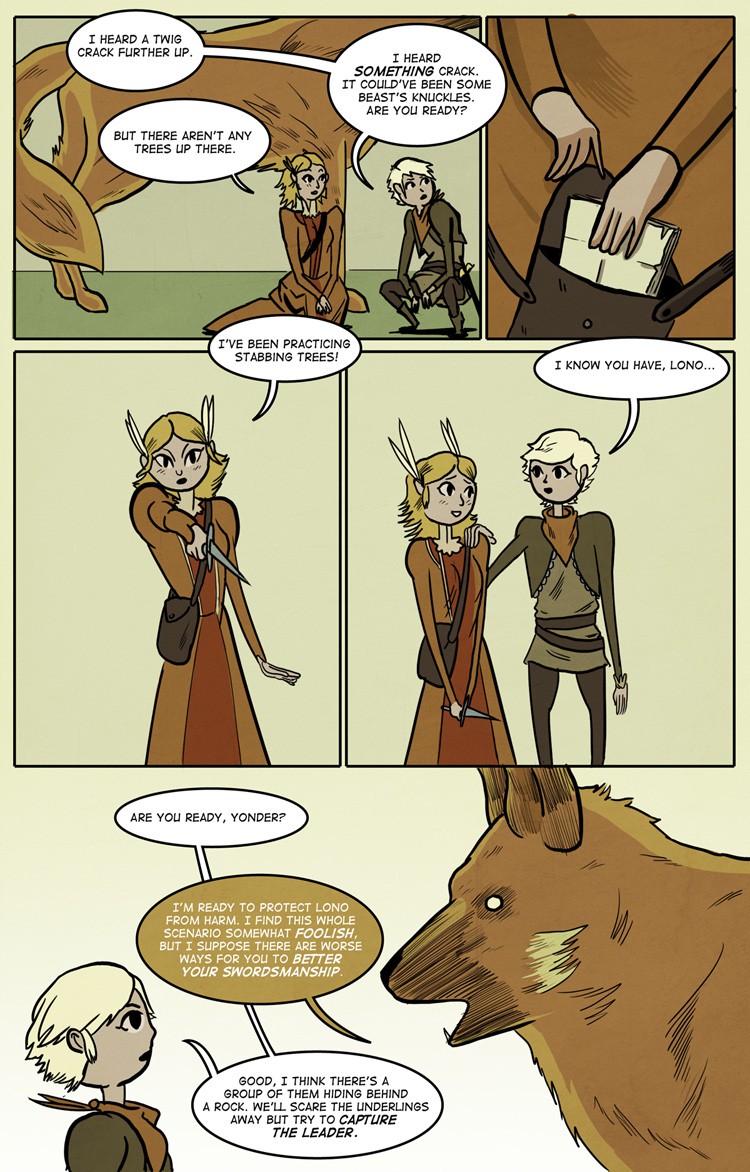 I HEARD A TWIG
CRACK FURTHER UP.
I HEARD
SOMETHING CRACK.
IT COULD'VE BEEN SOME
BEAST'S KNUCKLES.
ARE YOU READY?
BUT THERE AREN'T ANY
TREES UP THERE.
I'VE BEEN PRACTICING
STABBING TREES!
I KNOW YOU HAVE, LONO...
ARE YOU READY, YONDER?
I'M READY TO PROTECT LONO
FROM HARM. I FIND THIS WHOLE
SCENARIO SOMEWHAT FOOLISH,
BUT I SUPPOSE THERE ARE WORSE
WAYS FOR YOU TO BETTER
YOUR SWORDSMANSHIP.
GOOD, I THINK THERE'S A
GROUP OF THEM HIDING BEHIND
A ROCK. WE'LL SCARE THE UNDERLINGS
AWAY BUT TRY TO CAPTURE
THE LEADER.